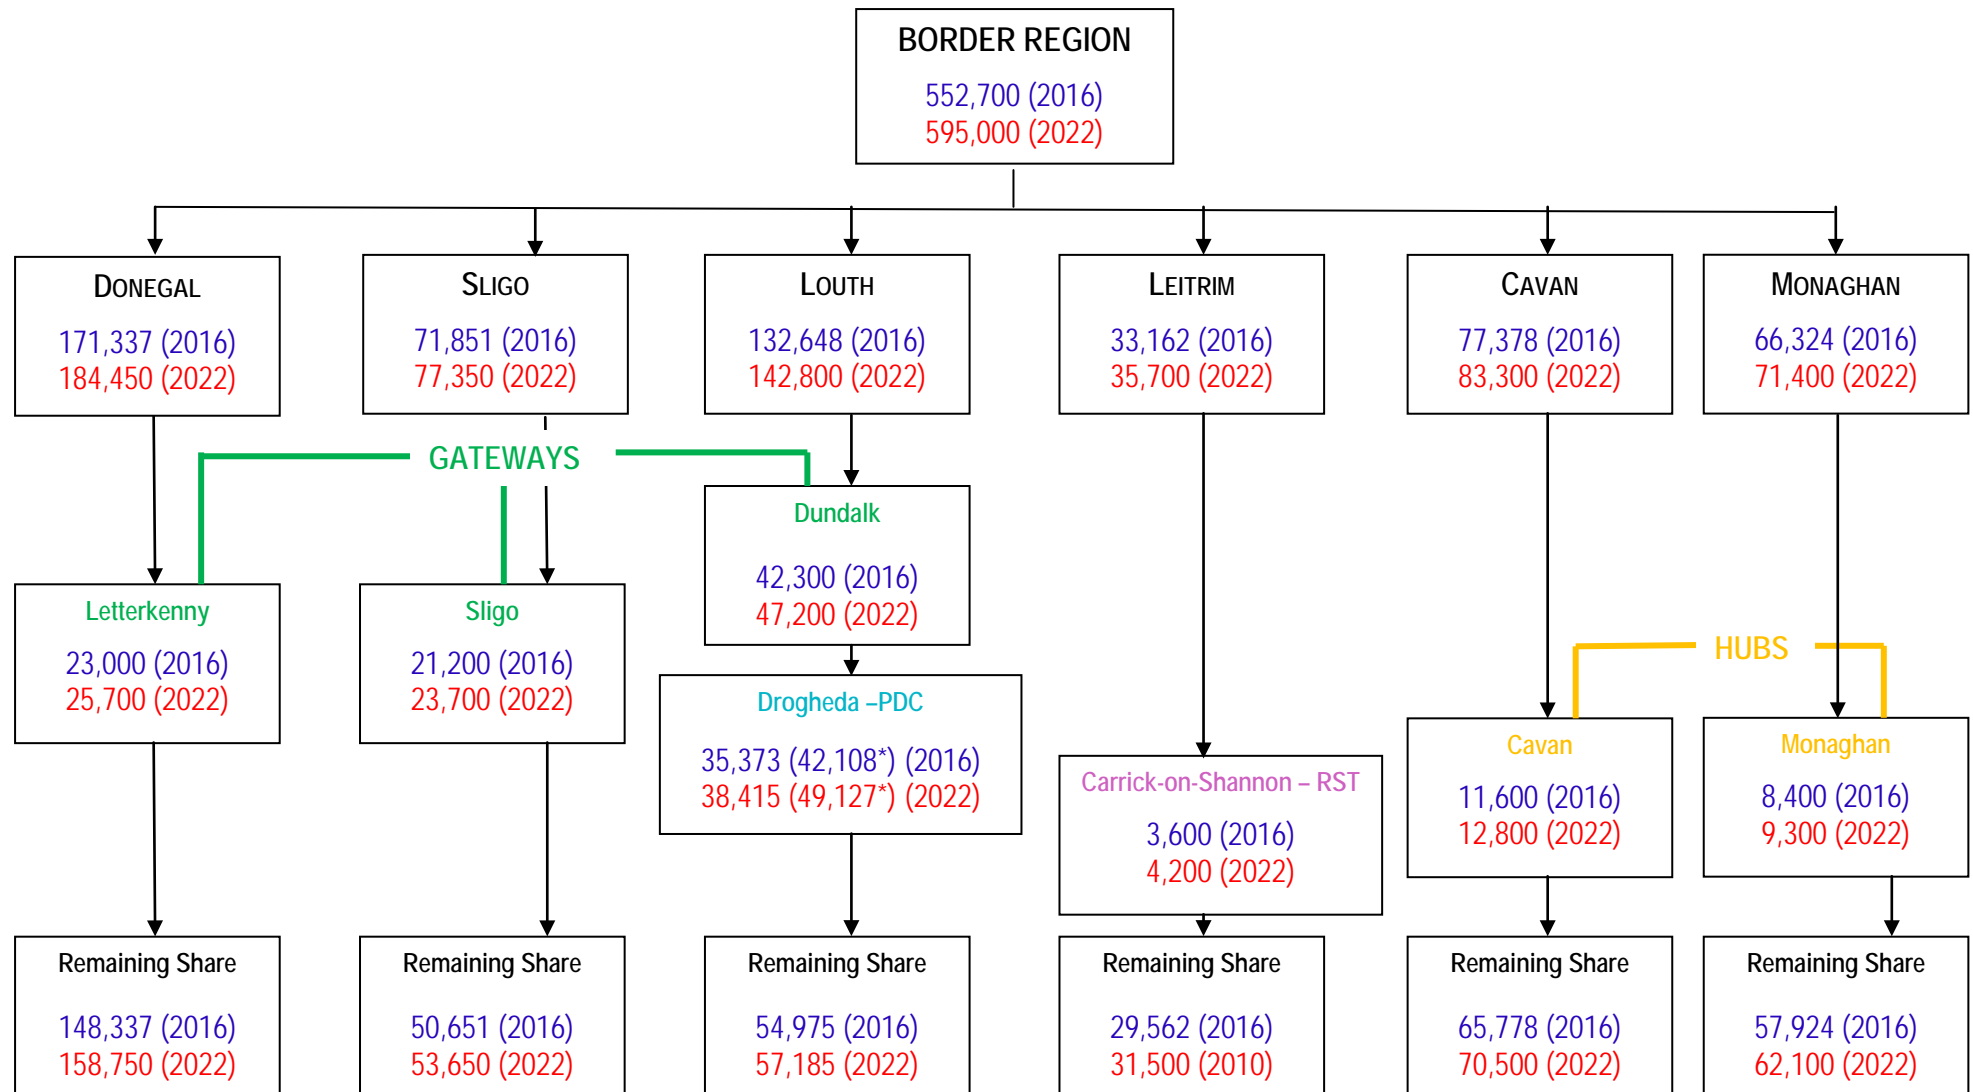 BORDER REGION
552,700 (2016)
595,000 (2022)
DONEGAL
171,337 (2016)
184,450 (2022)
SLIGO
71,851 (2016)
77,350 (2022)
LOUTH
132,648 (2016)
142,800 (2022)
LEITRIM
33,162 (2016)
35,700 (2022)
CAVAN
77,378 (2016)
83,300 (2022)
MONAGHAN
66,324 (2016)
71,400 (2022)
GATEWAYS
Dundalk
42,300 (2016)
47,200 (2022)
Letterkenny
23,000 (2016)
25,700 (2022)
Sligo
21,200 (2016)
23,700 (2022)
HUBS
Drogheda –PDC
35,373 (42,108*) (2016)
38,415 (49,127*) (2022)
Carrick-on-Shannon – RST
3,600 (2016)
4,200 (2022)
Cavan
11,600 (2016)
12,800 (2022)
Monaghan
8,400 (2016)
9,300 (2022)
Remaining Share
148,337 (2016)
158,750 (2022)
Remaining Share
50,651 (2016)
53,650 (2022)
Remaining Share
54,975 (2016)
57,185 (2022)
Remaining Share
29,562 (2016)
31,500 (2010)
Remaining Share
65,778 (2016)
70,500 (2022)
Remaining Share
57,924 (2016)
62,100 (2022)